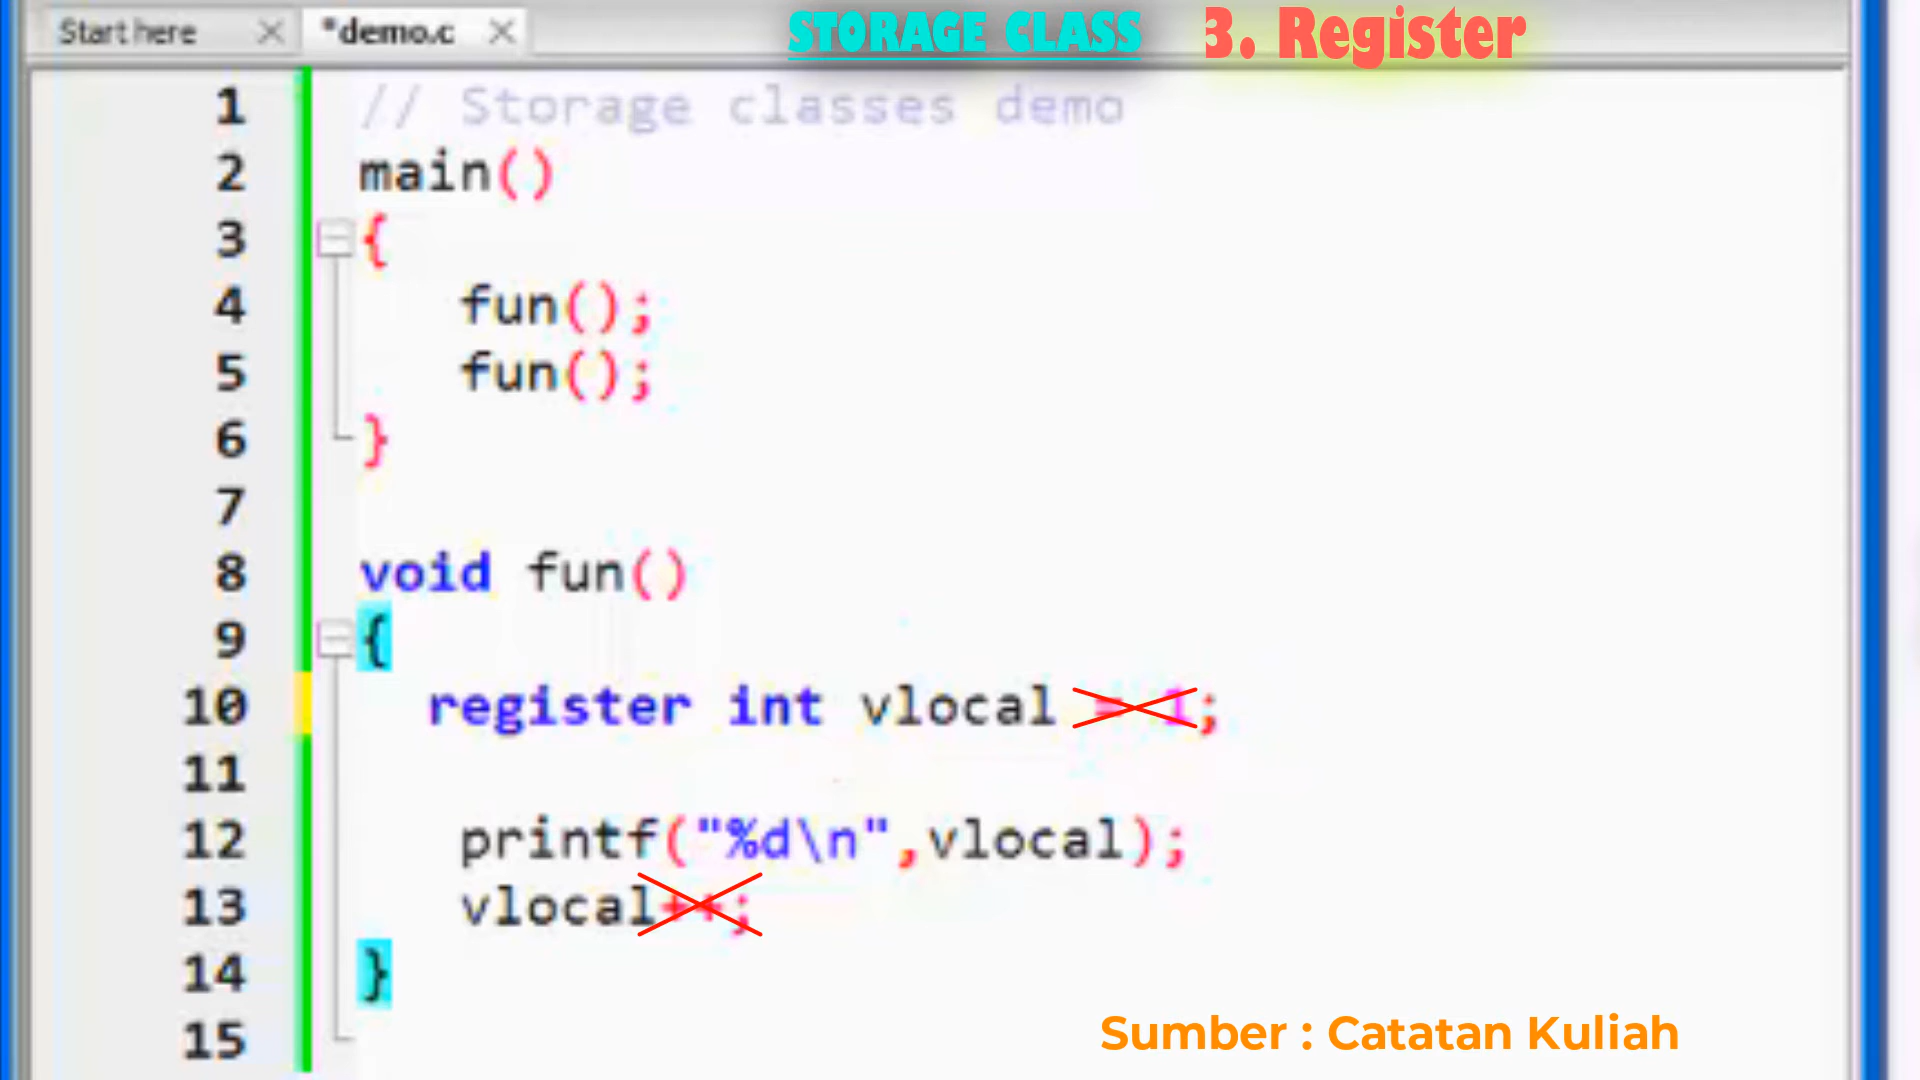 Start here
*demo.c
STORAGE CLASS
3. Register
1 // Storage classes demo
2 main()
3 {
4 fun();
5 fun();
6 }
7
8 void fun()
9 {
10 register int vlocal = 1;
11
12 printf("%d\n",vlocal);
13 vlocal++;
14 }
15
Sumber : Catatan Kuliah